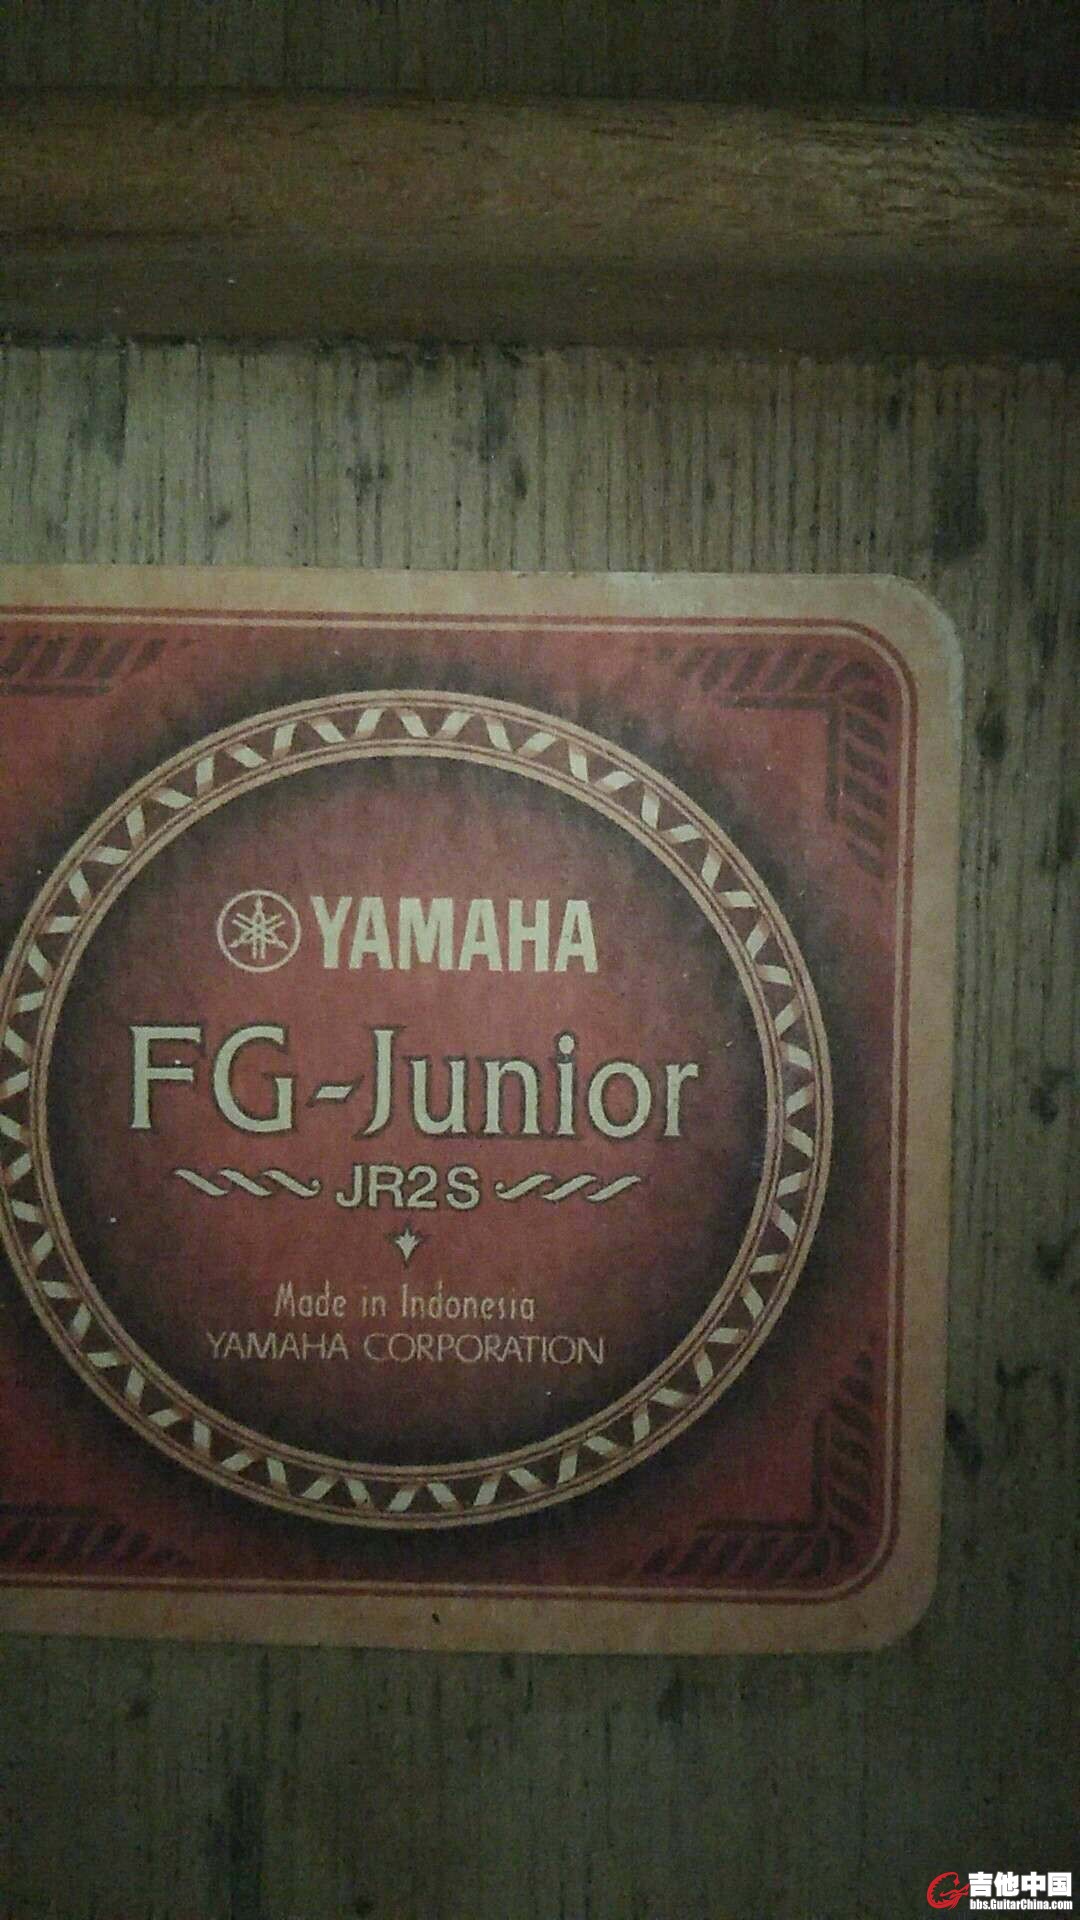 YAMAHA
FG-Junior
JR2S
Made in Indonesia
YAMAHA CORPORATION
吉他中国
bbs.GuitarChina.com